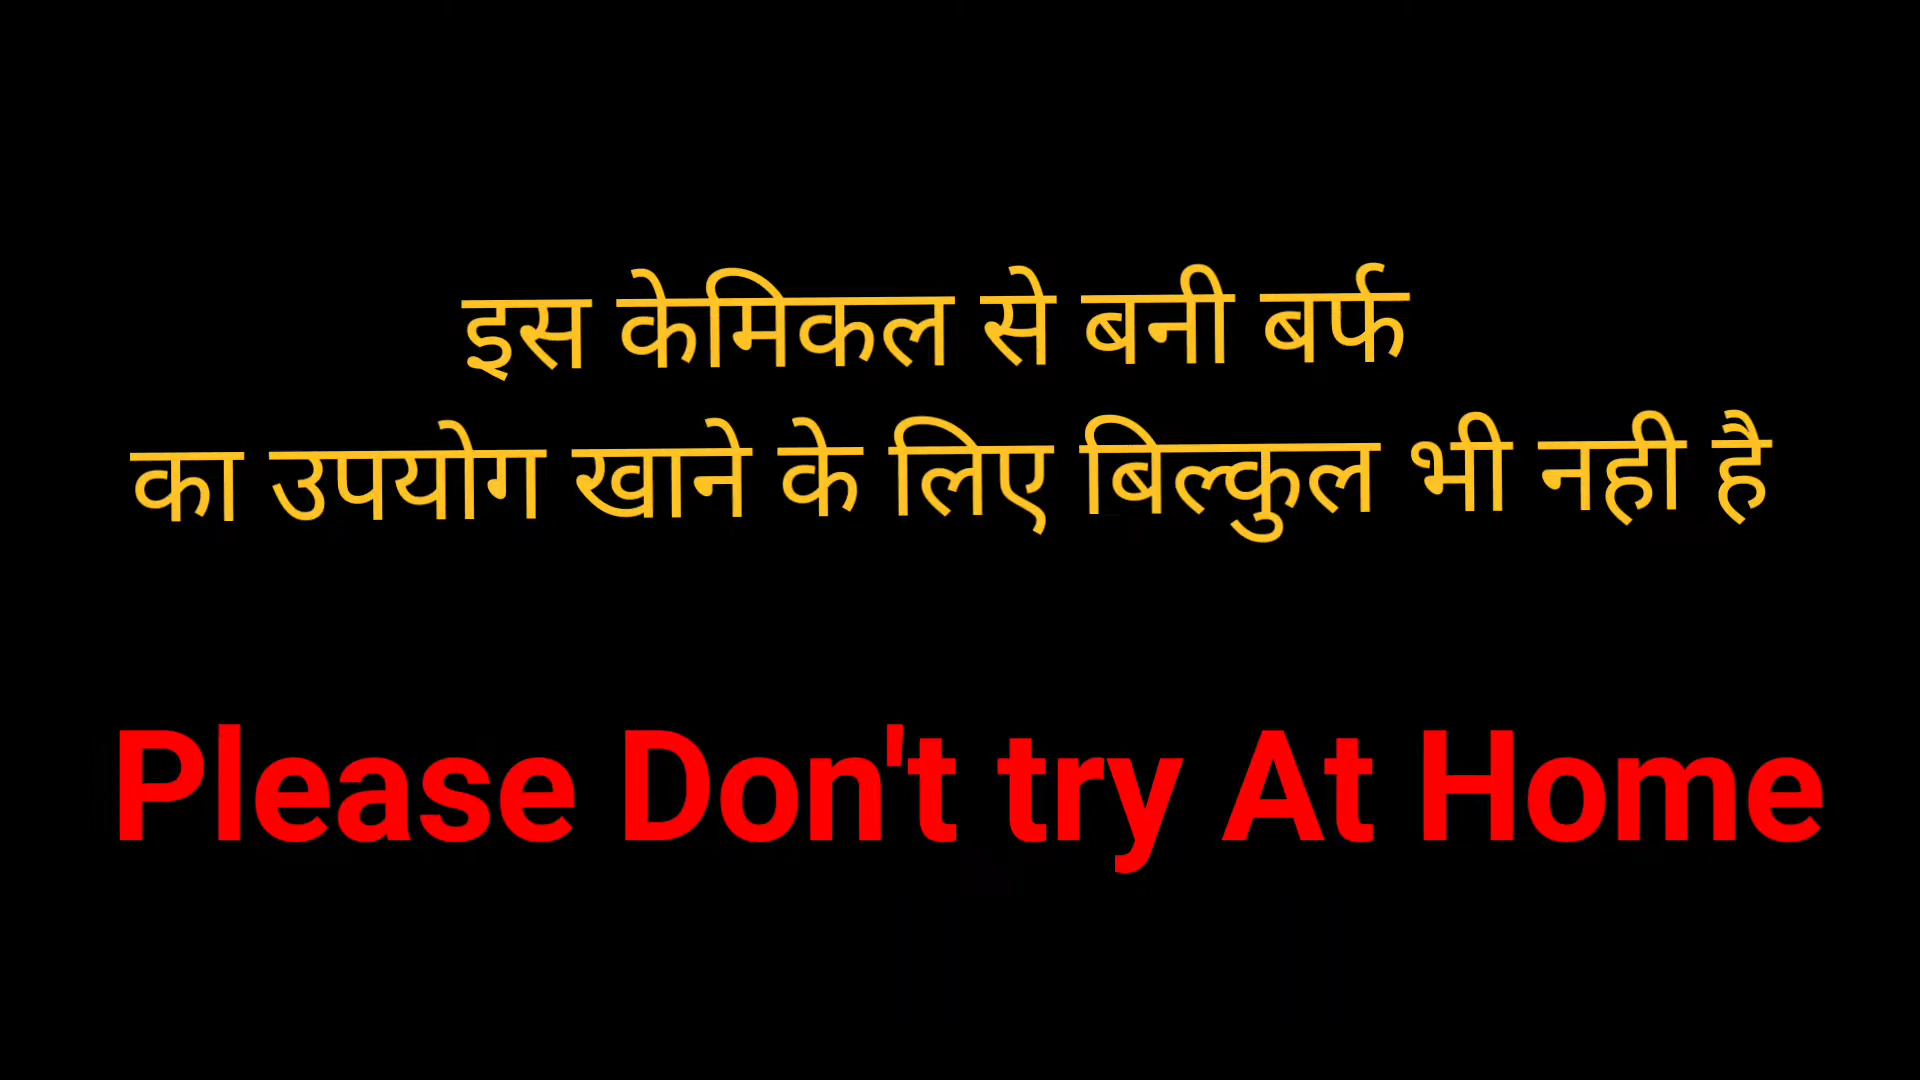 इस केमिकल से बनी बर्फ
का उपयोग खाने के लिए बिल्कुल भी नही है
Please Don't try At Home